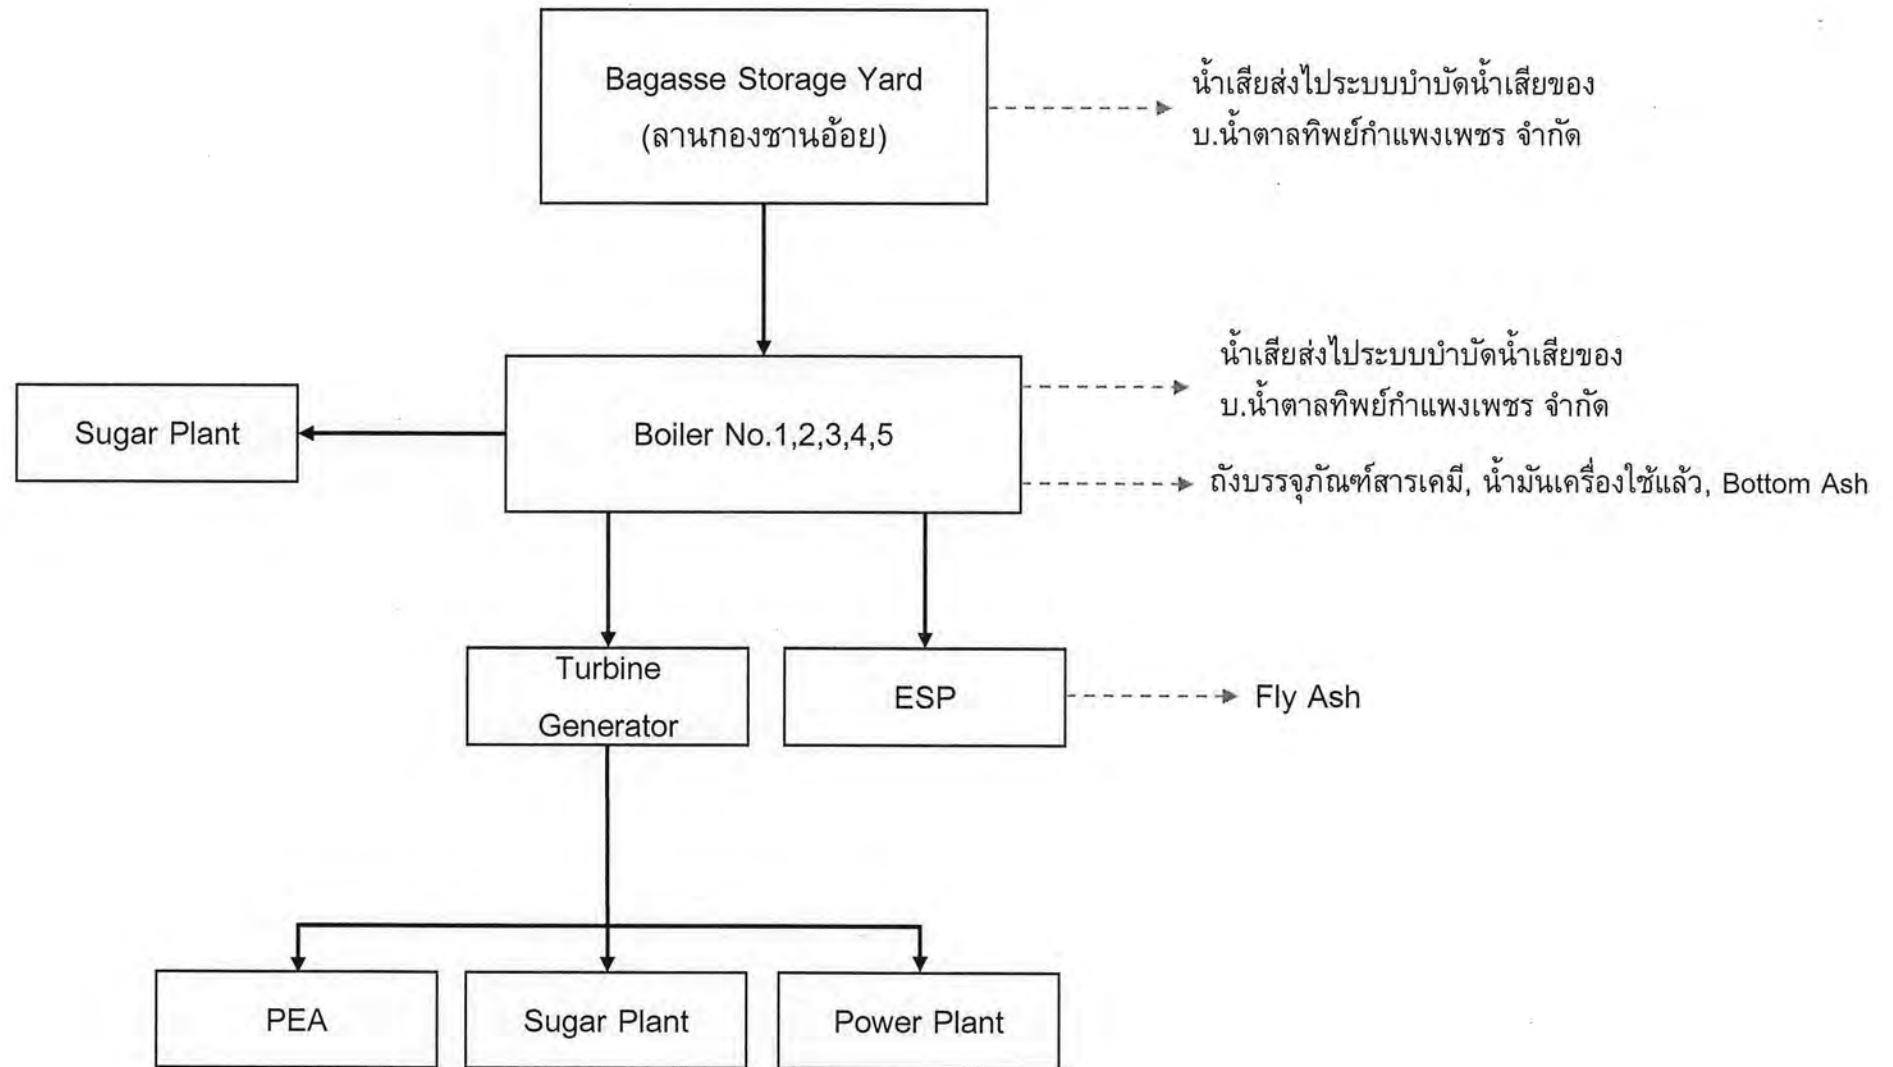 Bagasse Storage Yard
(ลานกองชานอ้อย)
น้ำเสียส่งไประบบบำบัดน้ำเสียของ
บ.น้ำตาลทิพย์กำแพงเพชร จำกัด
น้ำเสียส่งไประบบบำบัดน้ำเสียของ
บ.น้ำตาลทิพย์กำแพงเพชร จำกัด
Sugar Plant
Boiler No.1,2,3,4,5
ถังบรรจุภัณฑ์สารเคมี, น้ำมันเครื่องใช้แล้ว, Bottom Ash
Turbine
Generator
ESP
Fly Ash
PEA
Sugar Plant
Power Plant